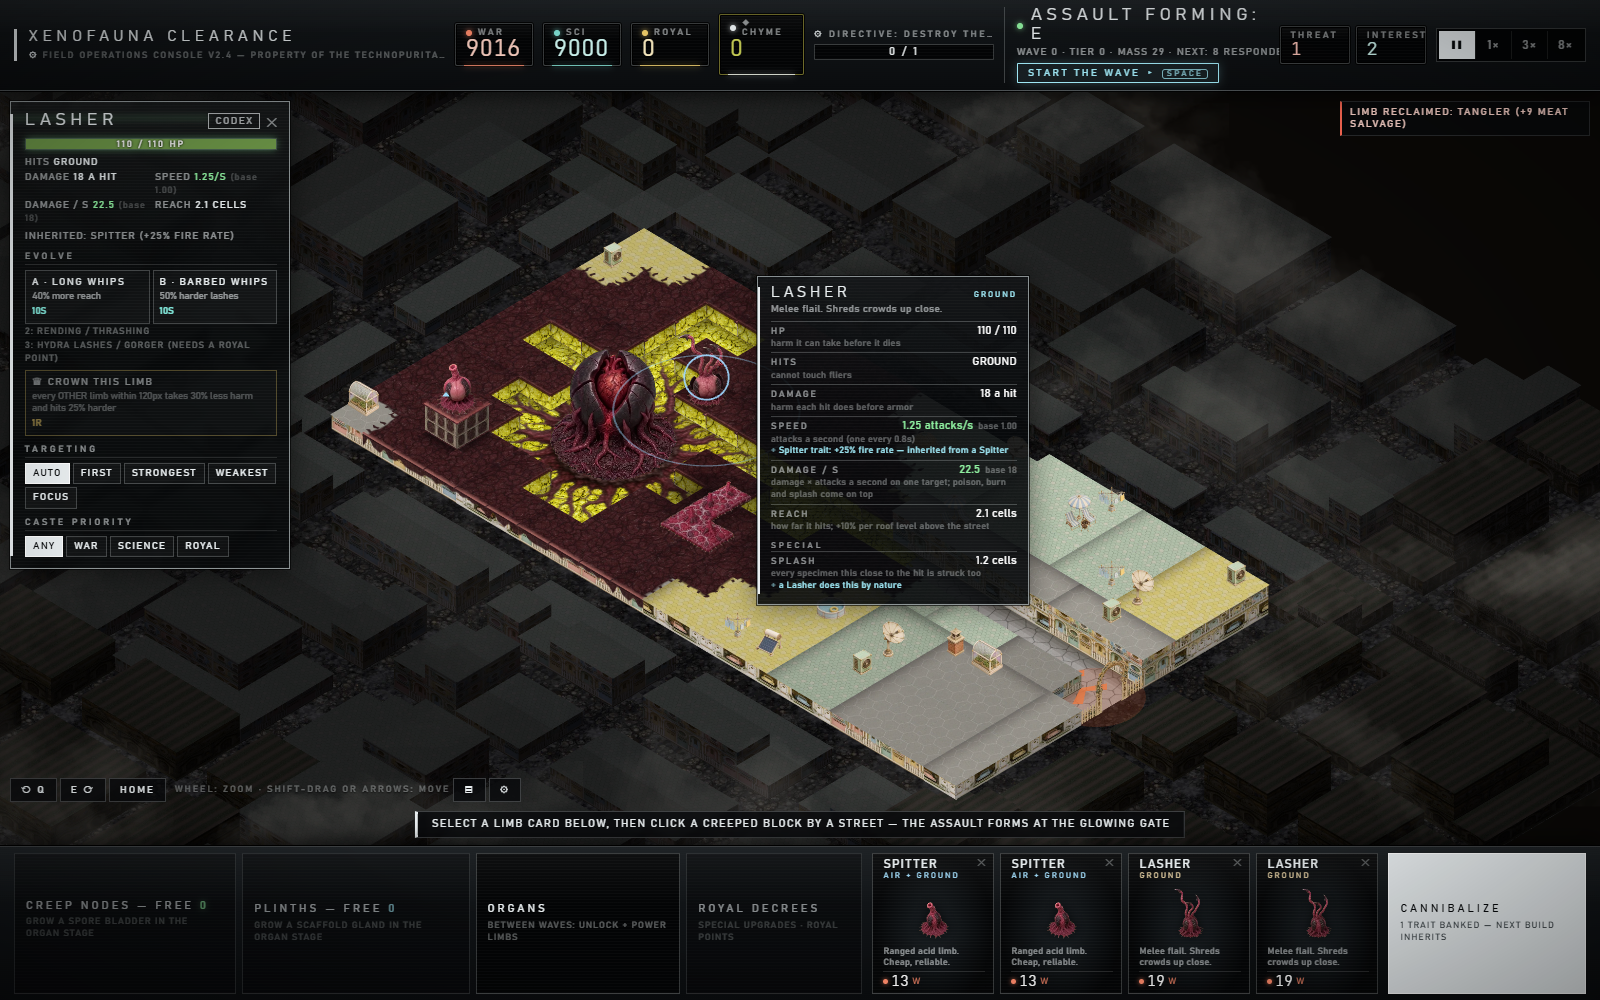 XENOFAUNA CLEARANCE
FIELD OPERATIONS CONSOLE V2.4 — PROPERTY OF THE TECHNOPURITA…
WAR
9016
SCI
9000
ROYAL
0
CHYME
0
DIRECTIVE: DESTROY THE…
0 / 1
ASSAULT FORMING:
E
WAVE 0 · TIER 0 · MASS 29 · NEXT: 8 RESPONDE
START THE WAVE ▸ SPACE
THREAT
1
INTEREST
2
1×
3×
8×
LIMB RECLAIMED: TANGLER (+9 MEAT
SALVAGE)
LASHER
CODEX
110 / 110 HP
HITS GROUND
DAMAGE 18 A HIT
SPEED 1.25/S (base
1.00)
DAMAGE / S 22.5 (base
18)
REACH 2.1 CELLS
INHERITED: SPITTER (+25% FIRE RATE)
EVOLVE
A · LONG WHIPS
40% more reach
10S
B · BARBED WHIPS
50% harder lashes
10S
2: RENDING / THRASHING
3: HYDRA LASHES / GORGER (NEEDS A ROYAL
POINT)
♛ CROWN THIS LIMB
every OTHER limb within 120px takes 30% less harm
and hits 25% harder
1R
TARGETING
AUTO
FIRST
STRONGEST
WEAKEST
FOCUS
CASTE PRIORITY
ANY
WAR
SCIENCE
ROYAL
LASHER
GROUND
Melee flail. Shreds crowds up close.
HP
110 / 110
harm it can take before it dies
HITS
GROUND
cannot touch fliers
DAMAGE
18 a hit
harm each hit does before armor
SPEED
1.25 attacks/s base 1.00
attacks a second (one every 0.8s)
+ Spitter trait: +25% fire rate — inherited from a Spitter
DAMAGE / S
22.5 base 18
damage × attacks a second on one target; poison, burn
and splash come on top
REACH
2.1 cells
how far it hits; +10% per roof level above the street
SPECIAL
SPLASH
1.2 cells
every specimen this close to the hit is struck too
+ a Lasher does this by nature
Q
E
HOME
WHEEL: ZOOM · SHIFT-DRAG OR ARROWS: MOVE
SELECT A LIMB CARD BELOW, THEN CLICK A CREEPED BLOCK BY A STREET — THE ASSAULT FORMS AT THE GLOWING GATE
CREEP NODES — FREE 0
GROW A SPORE BLADDER IN THE
ORGAN STAGE
PLINTHS — FREE 0
GROW A SCAFFOLD GLAND IN THE
ORGAN STAGE
ORGANS
BETWEEN WAVES: UNLOCK + POWER
LIMBS
ROYAL DECREES
SPECIAL UPGRADES · ROYAL
POINTS
SPITTER
AIR + GROUND
Ranged acid limb.
Cheap, reliable.
13 W
SPITTER
AIR + GROUND
Ranged acid limb.
Cheap, reliable.
13 W
LASHER
GROUND
Melee flail. Shreds
crowds up close.
19 W
LASHER
GROUND
Melee flail. Shreds
crowds up close.
19 W
CANNIBALIZE
1 TRAIT BANKED — NEXT BUILD
INHERITS